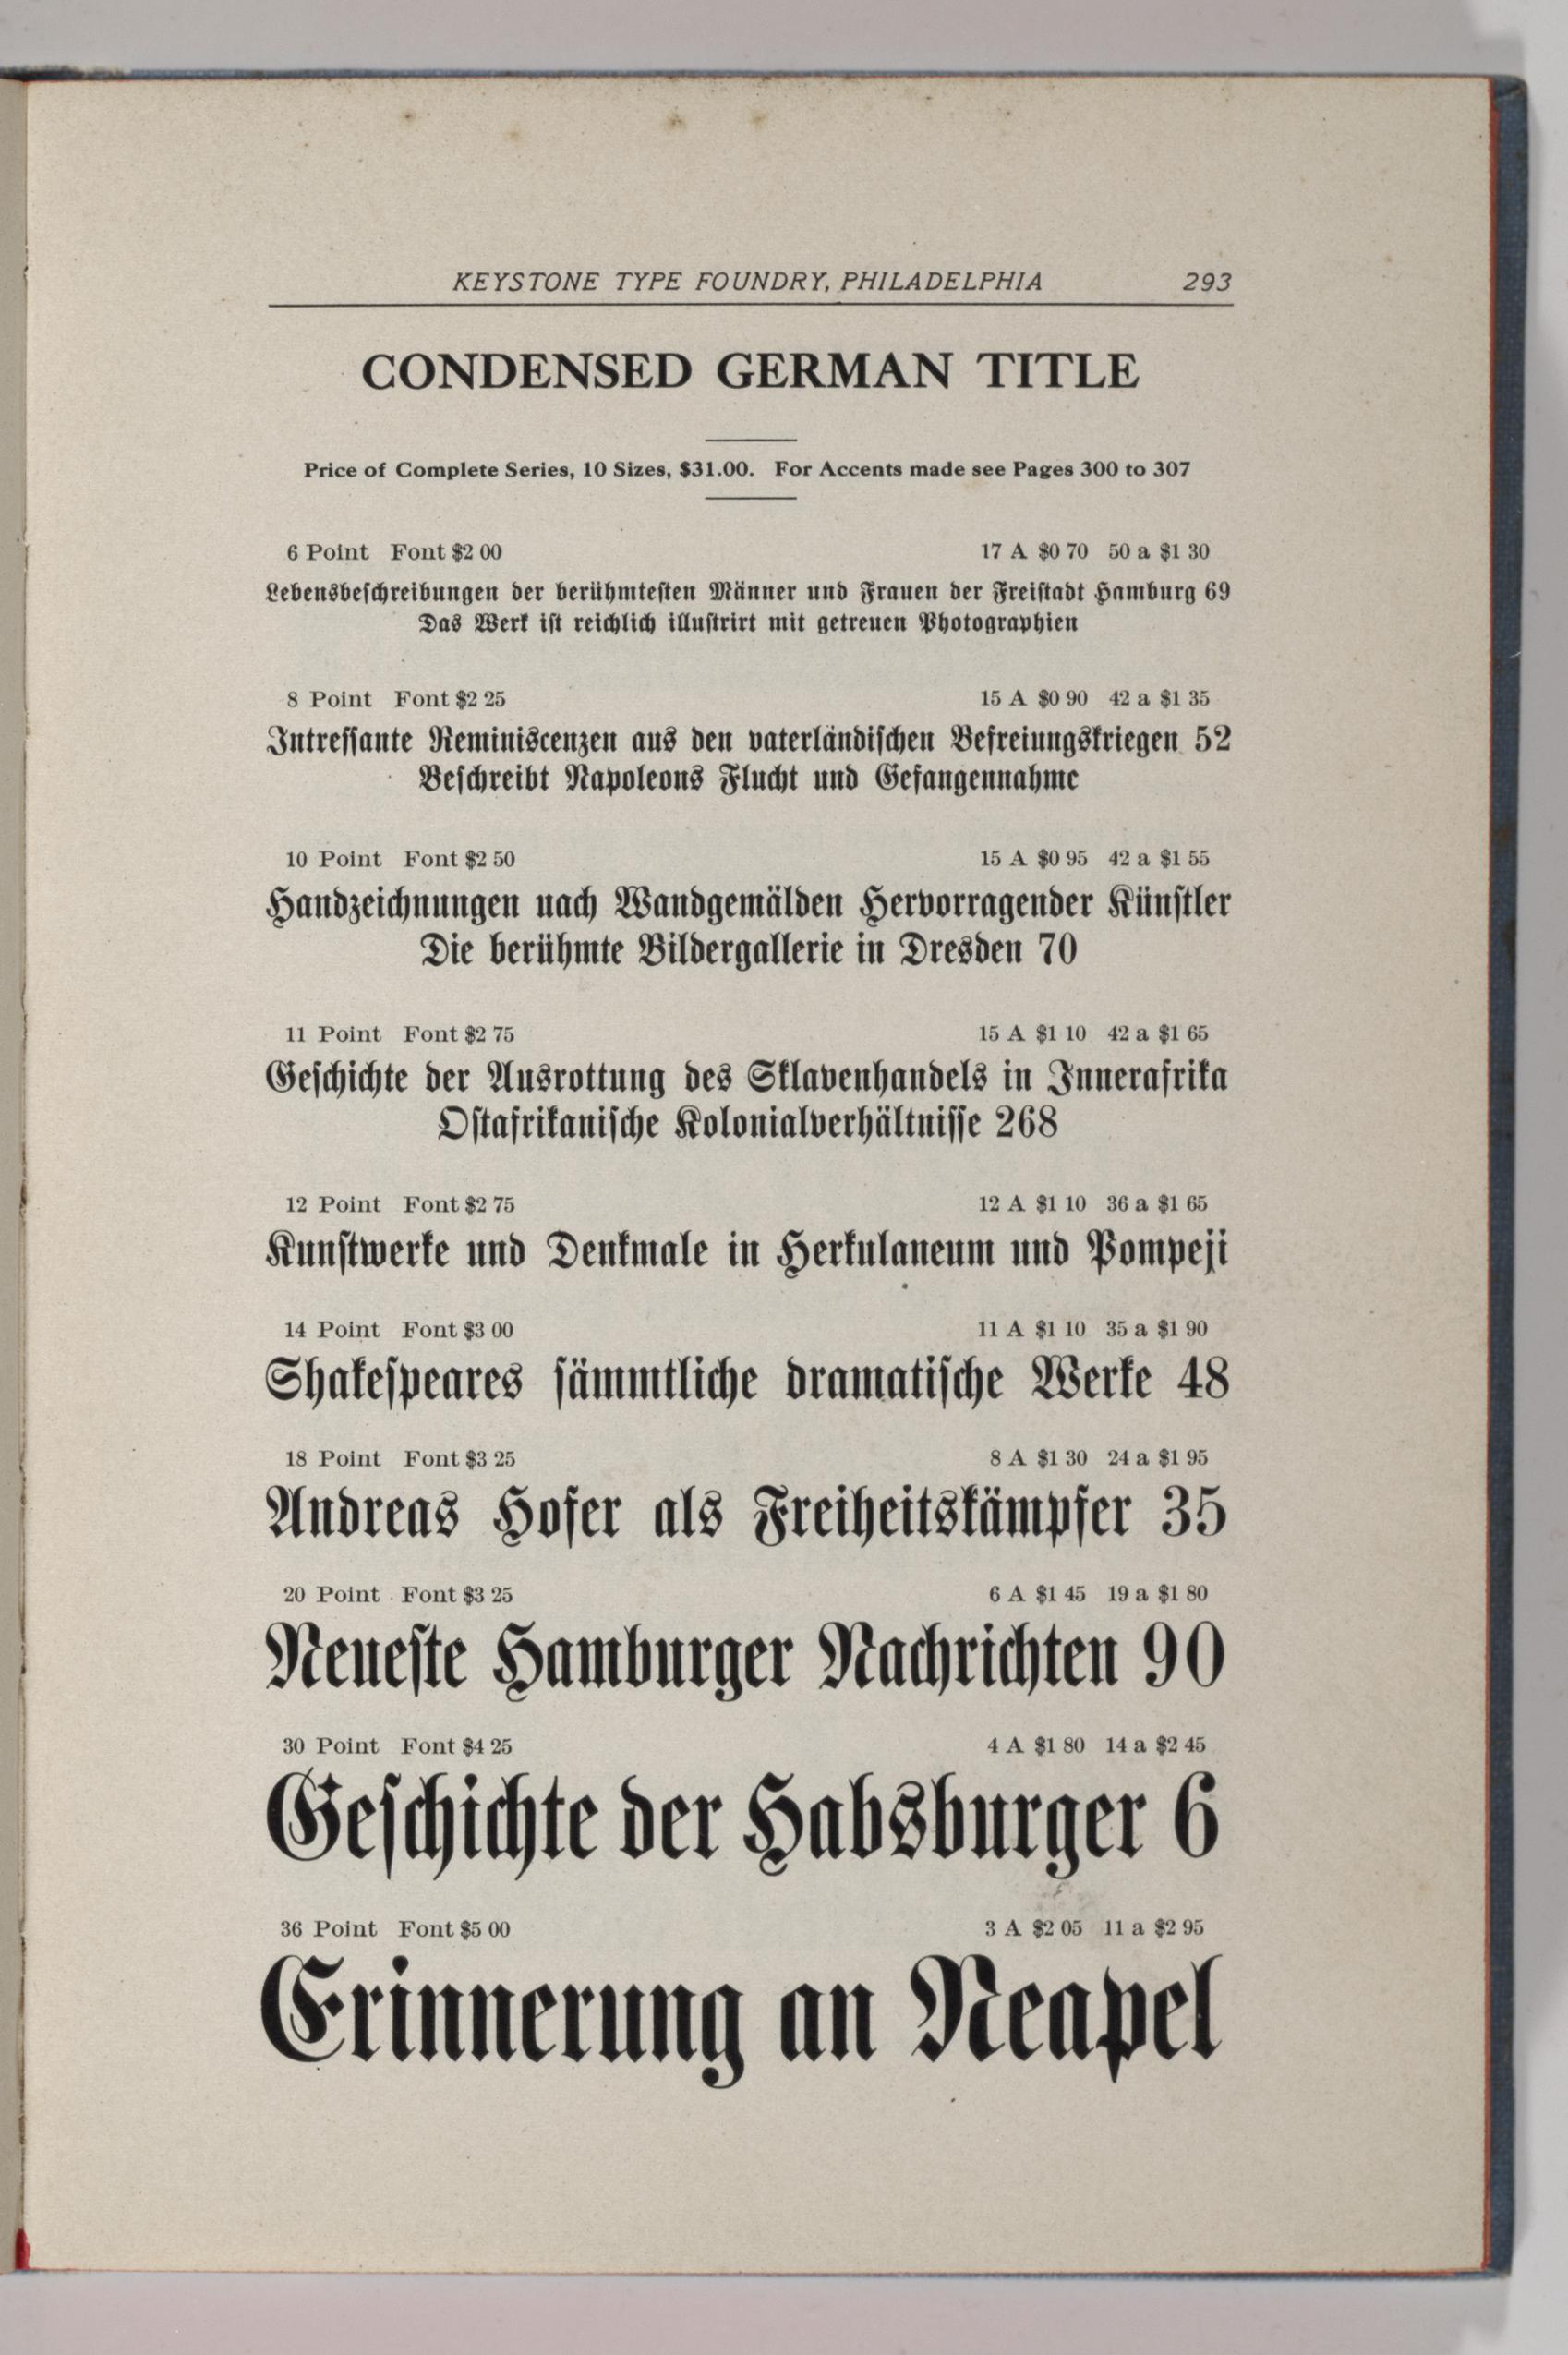 KEYSTONE TYPE FOUNDRY, PHILADELPHIA 293
CONDENSED GERMAN TITLE
Price of Complete Series, 10 Sizes, $31.00. For Accents made see Pages 300 to 307
6 Point Font $2 00 17 A $0 70 50 a $1 30
Lebensbeschreibungen der berühmtesten Männer und Frauen der Freistadt Hamburg 69
Das Werk ist reichlich illustrirt mit getreuen Photographien
8 Point Font $2 25 15 A $0 90 42 a $1 35
Intressante Reminiscenzen aus den vaterländischen Befreiungskriegen 52
Beschreibt Napoleons Flucht und Gefangennahme
10 Point Font $2 50 15 A $0 95 42 a $1 55
Handzeichnungen nach Wandgemälden Hervorragender Künstler
Die berühmte Bildergallerie in Dresden 70
11 Point Font $2 75 15 A $1 10 42 a $1 65
Geschichte der Ausrottung des Sklavenhandels in Innerafrika
Ostafrikanische Kolonialverhältnisse 268
12 Point Font $2 75 12 A $1 10 36 a $1 65
Kunstwerke und Denkmale in Herkulaneum und Pompeji
14 Point Font $3 00 11 A $1 10 35 a $1 90
Shakespeares sämmtliche dramatische Werke 48
18 Point Font $3 25 8 A $1 30 24 a $1 95
Andreas Hofer als Freiheitskämpfer 35
20 Point Font $3 25 6 A $1 45 19 a $1 80
Neueste Hamburger Nachrichten 90
30 Point Font $4 25 4 A $1 80 14 a $2 45
Geschichte der Habsburger 6
36 Point Font $5 00 3 A $2 05 11 a $2 95
Erinnerung an Neapel